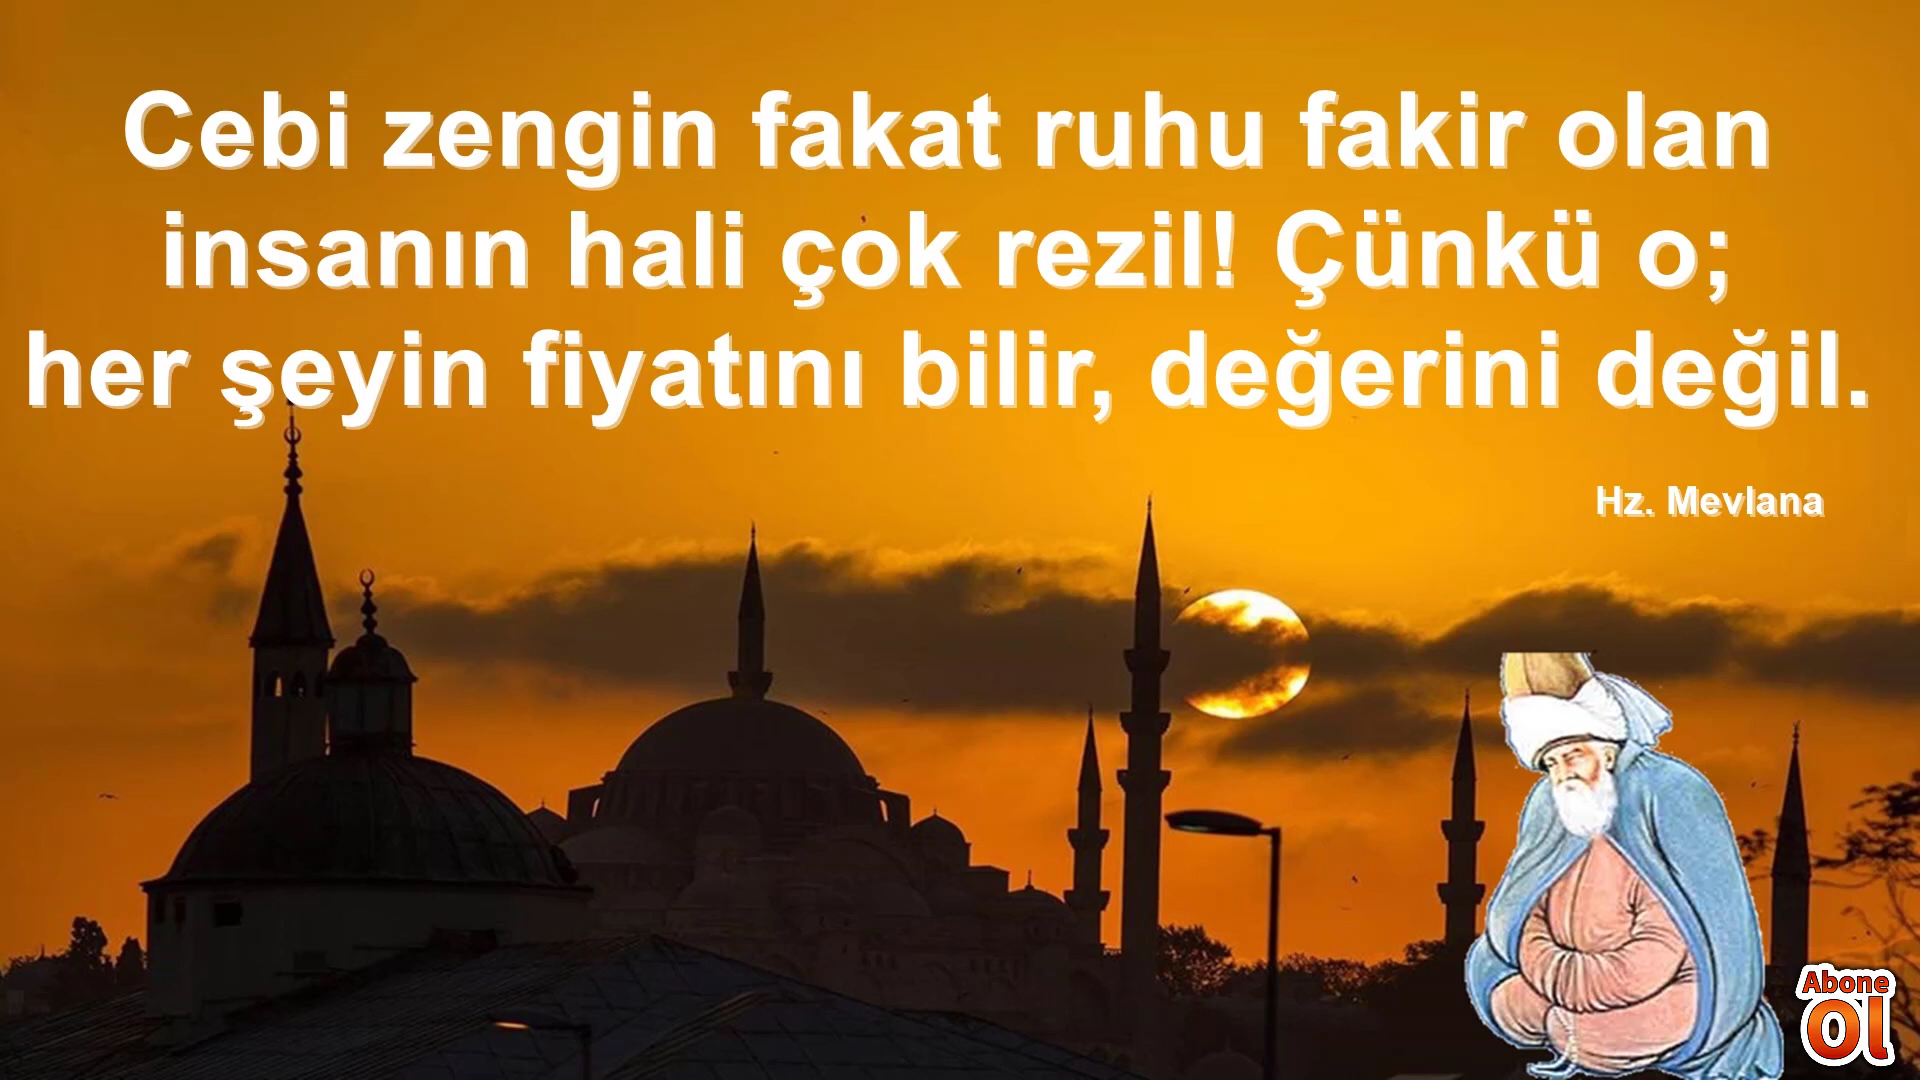 Cebi zengin fakat ruhu fakir olan
insanın hali çok rezil! Çünkü o;
her şeyin fiyatını bilir, değerini değil.
Hz. Mevlana
Abone
Ol